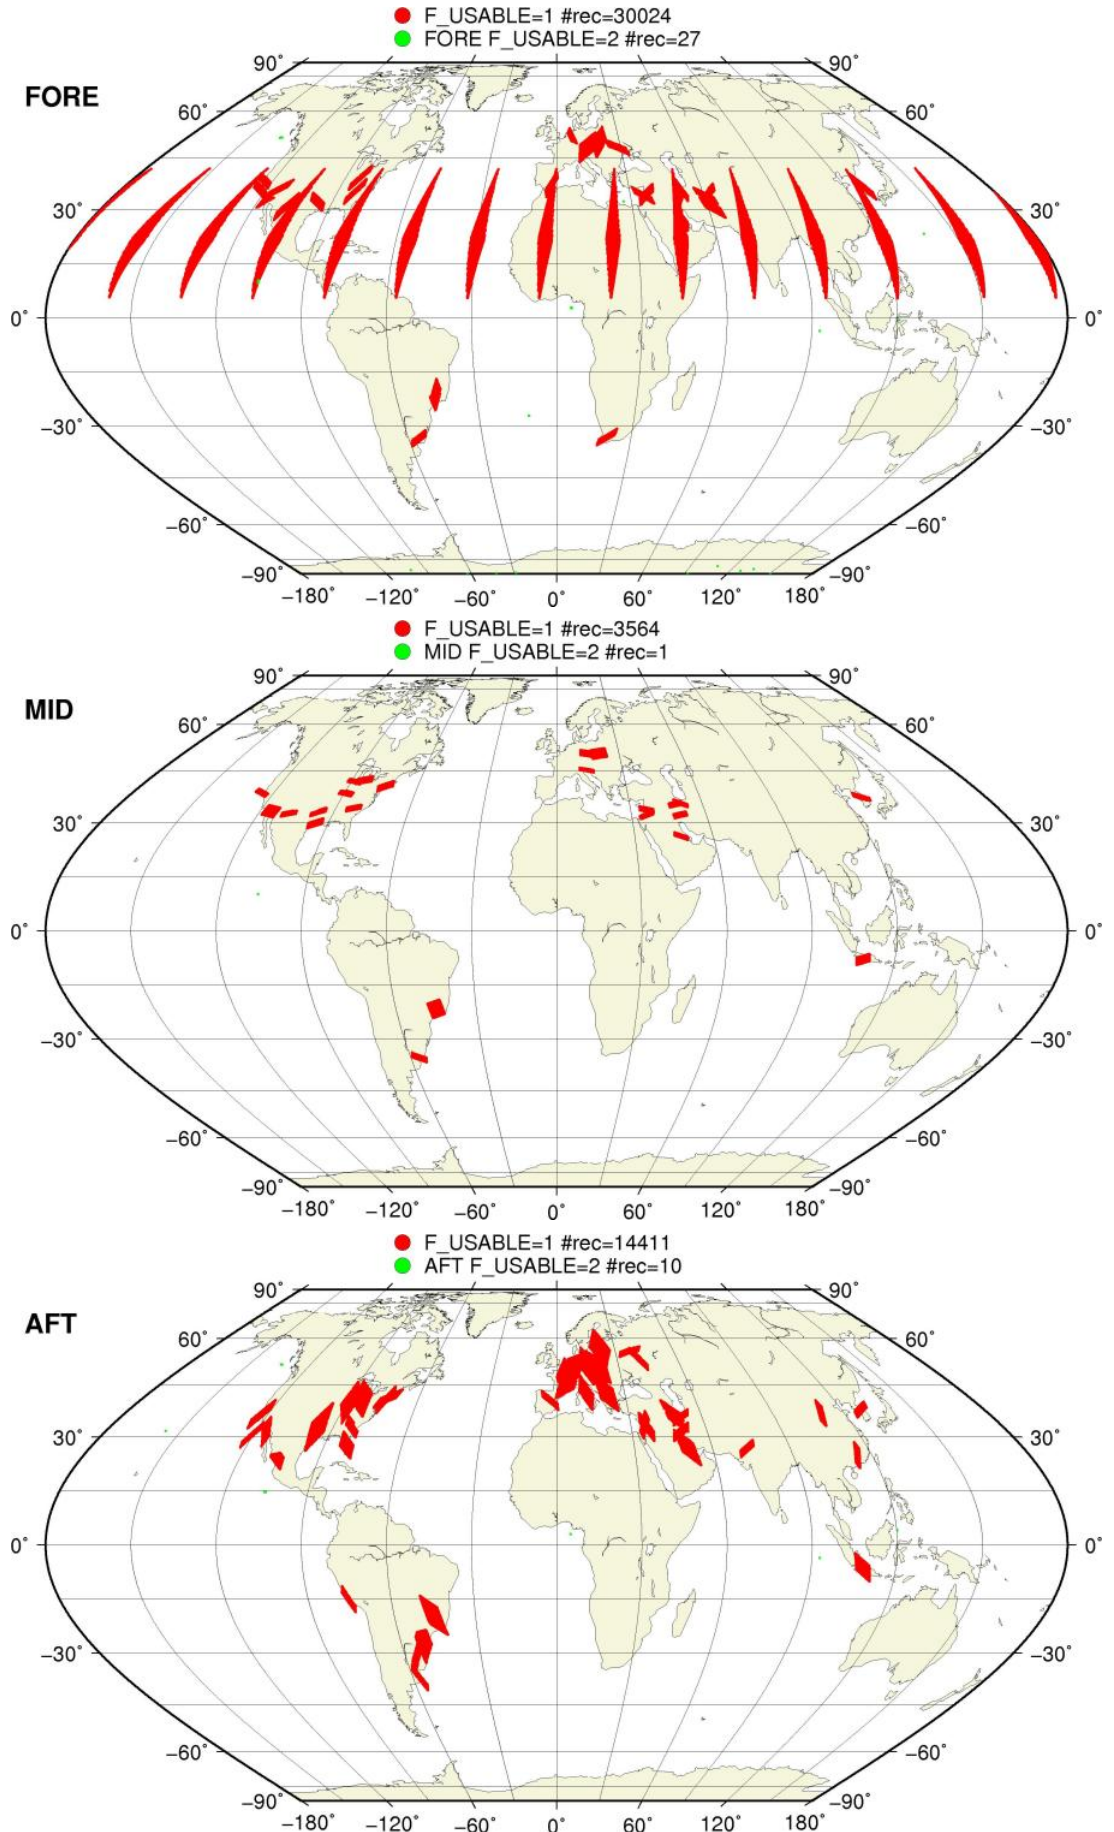 F_USABLE=1 #rec=30024
FORE F_USABLE=2 #rec=27
FORE
90° 90°
60° 60°
30° 30°
0° 0°
−30° −30°
−60° −60°
−90° −90°
−180° −120° −60° 0° 60° 120° 180°
F_USABLE=1 #rec=3564
MID F_USABLE=2 #rec=1
MID
90° 90°
60° 60°
30° 30°
0° 0°
−30° −30°
−60° −60°
−90° −90°
−180° −120° −60° 0° 60° 120° 180°
F_USABLE=1 #rec=14411
AFT F_USABLE=2 #rec=10
AFT
90° 90°
60° 60°
30° 30°
0° 0°
−30° −30°
−60° −60°
−90° −90°
−180° −120° −60° 0° 60° 120° 180°